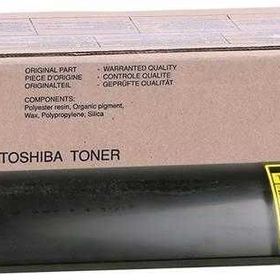 ORIGINAL PART - WARRANTED QUALITY
PIECE D'ORIGINE - CONTROLE QUALITE
ORIGINALTEIL - GEPRÜFTE QUALITÄT
COMPONENTS:
Polyester resin, Organic pigment,
Wax, Polypropylene, Silica
TOSHIBA TONER